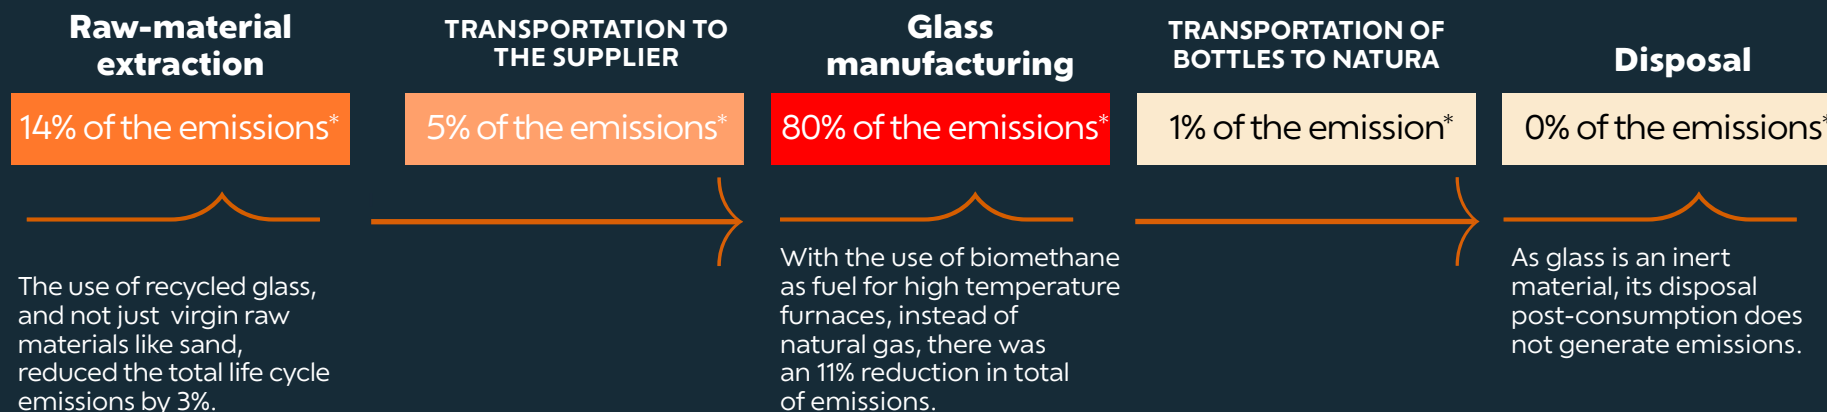 Raw-material
extraction
14% of the emissions*
The use of recycled glass,
and not just virgin raw
materials like sand,
reduced the total life cycle
emissions by 3%.
TRANSPORTATION TO
THE SUPPLIER
5% of the emissions*
Glass
manufacturing
80% of the emissions*
With the use of biomethane
as fuel for high temperature
furnaces, instead of
natural gas, there was
an 11% reduction in total
of emissions.
TRANSPORTATION OF
BOTTLES TO NATURA
1% of the emission*
Disposal
0% of the emissions*
As glass is an inert
material, its disposal
post-consumption does
not generate emissions.